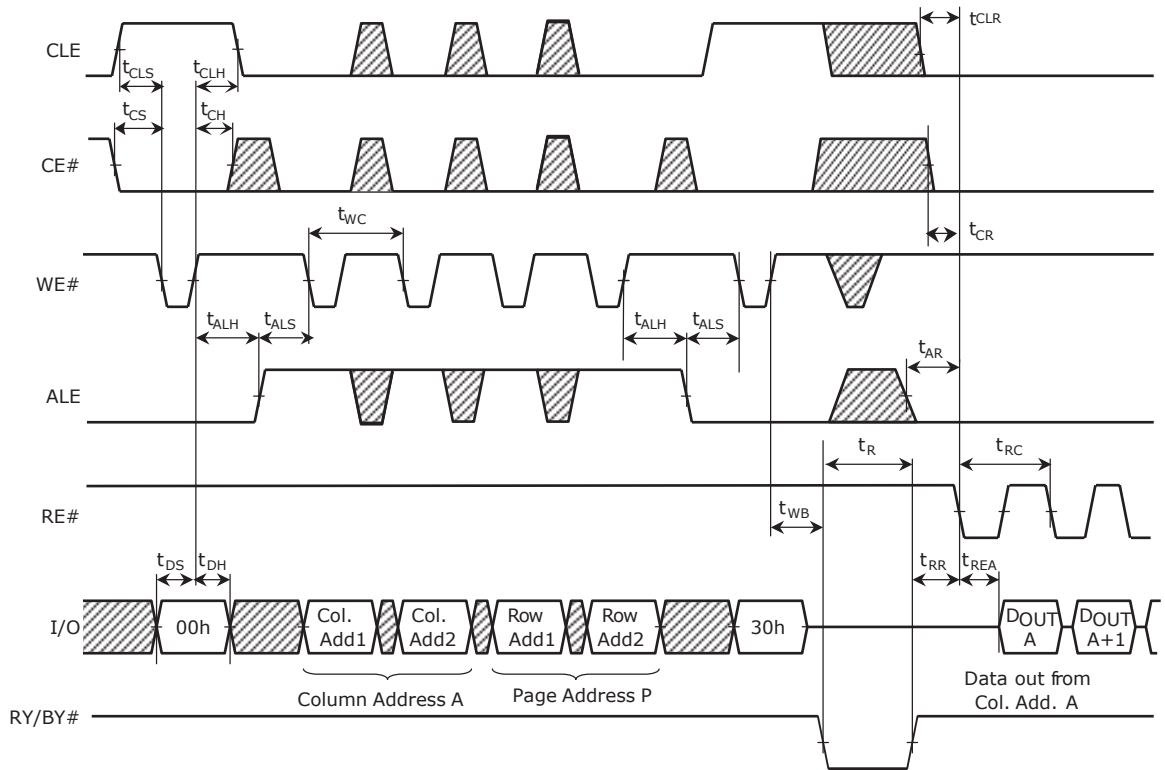 CLE
tCLR
tCLS
tCLH
tCS
tCH
CE#
tCR
tWC
WE#
tALH
tALS
tALH
tALS
tAR
ALE
tR
tRC
RE#
tWB
tDS
tDH
tRR
tREA
I/O
00h
Col.
Add1
Col.
Add2
Row
Add1
Row
Add2
30h
DOUT
A
DOUT
A+1
Column Address A
Page Address P
Data out from
Col. Add. A
RY/BY#